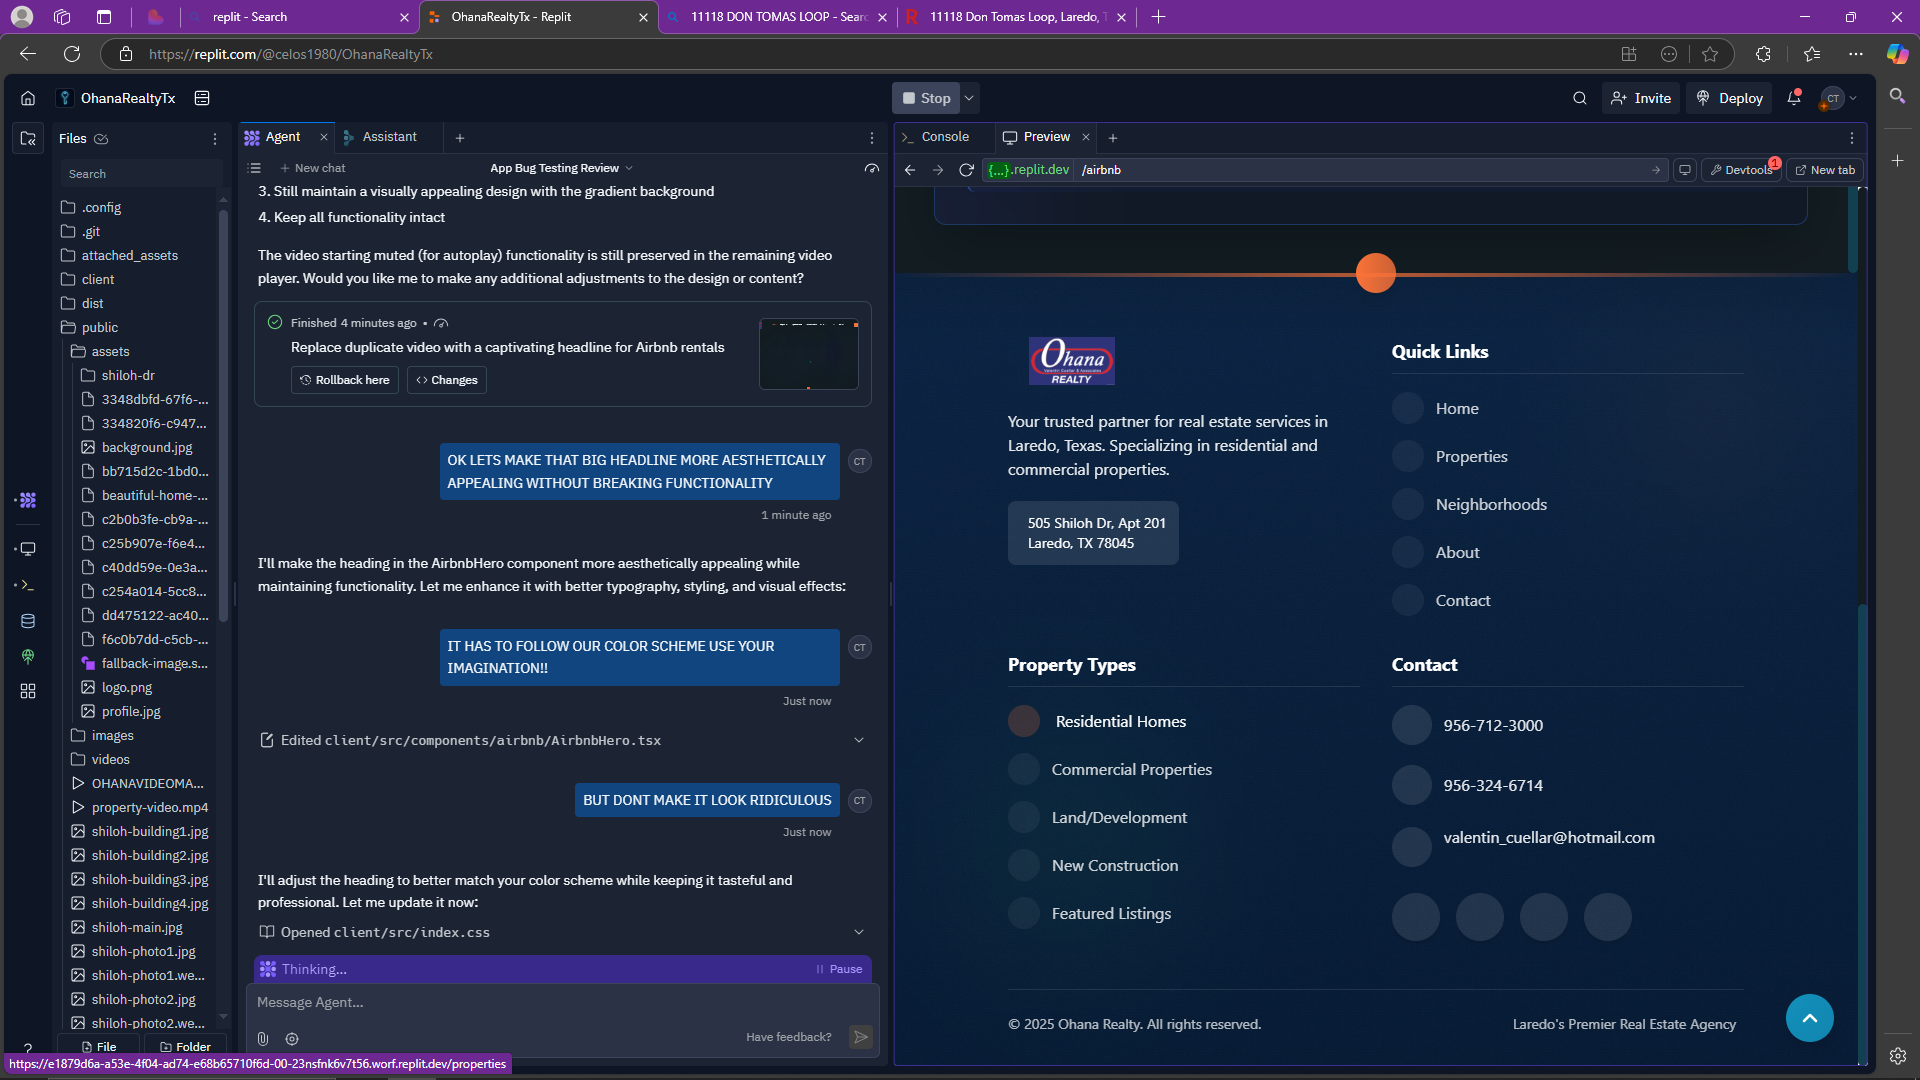 replit - Search
OhanaRealtyTx - Replit
11118 DON TOMAS LOOP - Sear
11118 Don Tomas Loop, Laredo, T
https://replit.com/@celos1980/OhanaRealtyTx
OhanaRealtyTx
Stop
Invite
Deploy
CT
Files
Search
.config
.git
attached_assets
client
dist
public
assets
shiloh-dr
3348dbfd-67f6-...
334820f6-c947...
background.jpg
bb715d2c-1bd0...
beautiful-home-...
c2b0b3fe-cb9a-...
c25b907e-f6e4...
c40dd59e-0e3a...
c254a014-5cc8...
dd475122-ac40...
f6c0b7dd-c5cb-...
fallback-image.s...
logo.png
profile.jpg
images
videos
OHANAVIDEOMA...
property-video.mp4
shiloh-building1.jpg
shiloh-building2.jpg
shiloh-building3.jpg
shiloh-building4.jpg
shiloh-main.jpg
shiloh-photo1.jpg
shiloh-photo1.we...
shiloh-photo2.jpg
shiloh-photo2.we...
File
Folder
https://e1879d6a-a53e-4f04-ad74-e68b65710f6d-00-23nsfnk6v7t56.worf.replit.dev/properties
Agent
Assistant
New chat
App Bug Testing Review
3. Still maintain a visually appealing design with the gradient background
4. Keep all functionality intact
The video starting muted (for autoplay) functionality is still preserved in the remaining video
player. Would you like me to make any additional adjustments to the design or content?
Finished 4 minutes ago •
Replace duplicate video with a captivating headline for Airbnb rentals
Rollback here
Changes
OK LETS MAKE THAT BIG HEADLINE MORE AESTHETICALLY
APPEALING WITHOUT BREAKING FUNCTIONALITY
CT
1 minute ago
I'll make the heading in the AirbnbHero component more aesthetically appealing while
maintaining functionality. Let me enhance it with better typography, styling, and visual effects:
IT HAS TO FOLLOW OUR COLOR SCHEME USE YOUR
IMAGINATION!!
CT
Just now
Edited client/src/components/airbnb/AirbnbHero.tsx
BUT DONT MAKE IT LOOK RIDICULOUS
CT
Just now
I'll adjust the heading to better match your color scheme while keeping it tasteful and
professional. Let me update it now:
Opened client/src/index.css
Thinking...
Pause
Message Agent...
Have feedback?
Console
Preview
{...}.replit.dev
/airbnb
Devtools
1
New tab
Ohana
REALTY
Your trusted partner for real estate services in
Laredo, Texas. Specializing in residential and
commercial properties.
505 Shiloh Dr, Apt 201
Laredo, TX 78045
Quick Links
Home
Properties
Neighborhoods
About
Contact
Property Types
Residential Homes
Commercial Properties
Land/Development
New Construction
Featured Listings
Contact
956-712-3000
956-324-6714
valentin_cuellar@hotmail.com
© 2025 Ohana Realty. All rights reserved.
Laredo's Premier Real Estate Agency